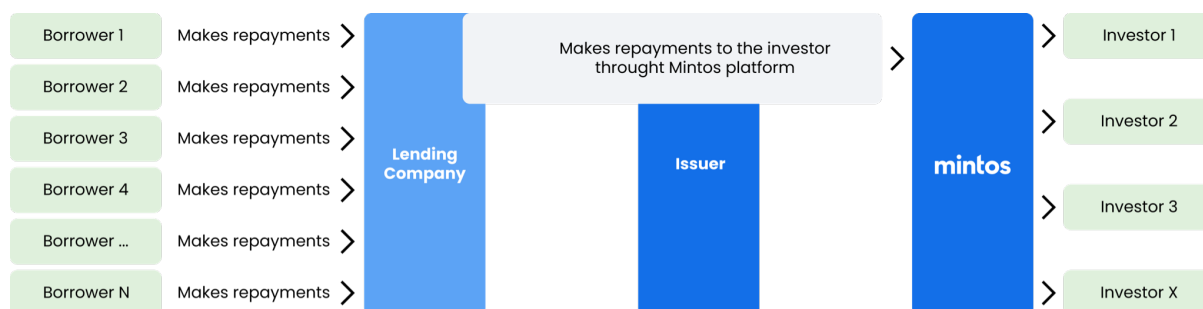 Borrower 1 Makes repayments
Borrower 2 Makes repayments
Borrower 3 Makes repayments
Borrower 4 Makes repayments
Borrower ... Makes repayments
Borrower N Makes repayments
Lending
Company
Makes repayments to the investor
throught Mintos platform
Issuer
mintos
Investor 1
Investor 2
Investor 3
Investor X